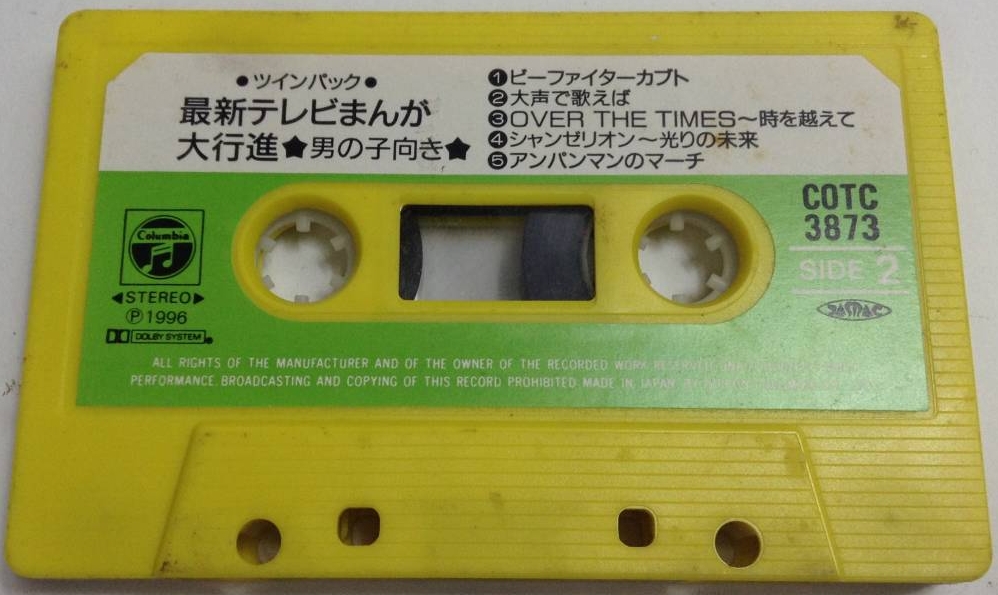 ●ツインパック●
最新テレビまんが
大行進★男の子向き★
❶ビーファイターカブト
❷大声で歌えば
❸OVER THE TIMES～時を越えて
❹シャンゼリオン～光りの未来
❺アンパンマンのマーチ
COTC
3873
SIDE 2
JASRAC
Columbia
◀STEREO▶
Ⓟ1996
DOLBY SYSTEM
ALL RIGHTS OF THE MANUFACTURER AND OF THE OWNER OF THE RECORDED WORK RESERVED
PERFORMANCE BROADCASTING AND COPYING OF THIS RECORD PROHIBITED MADE IN JAPAN BY